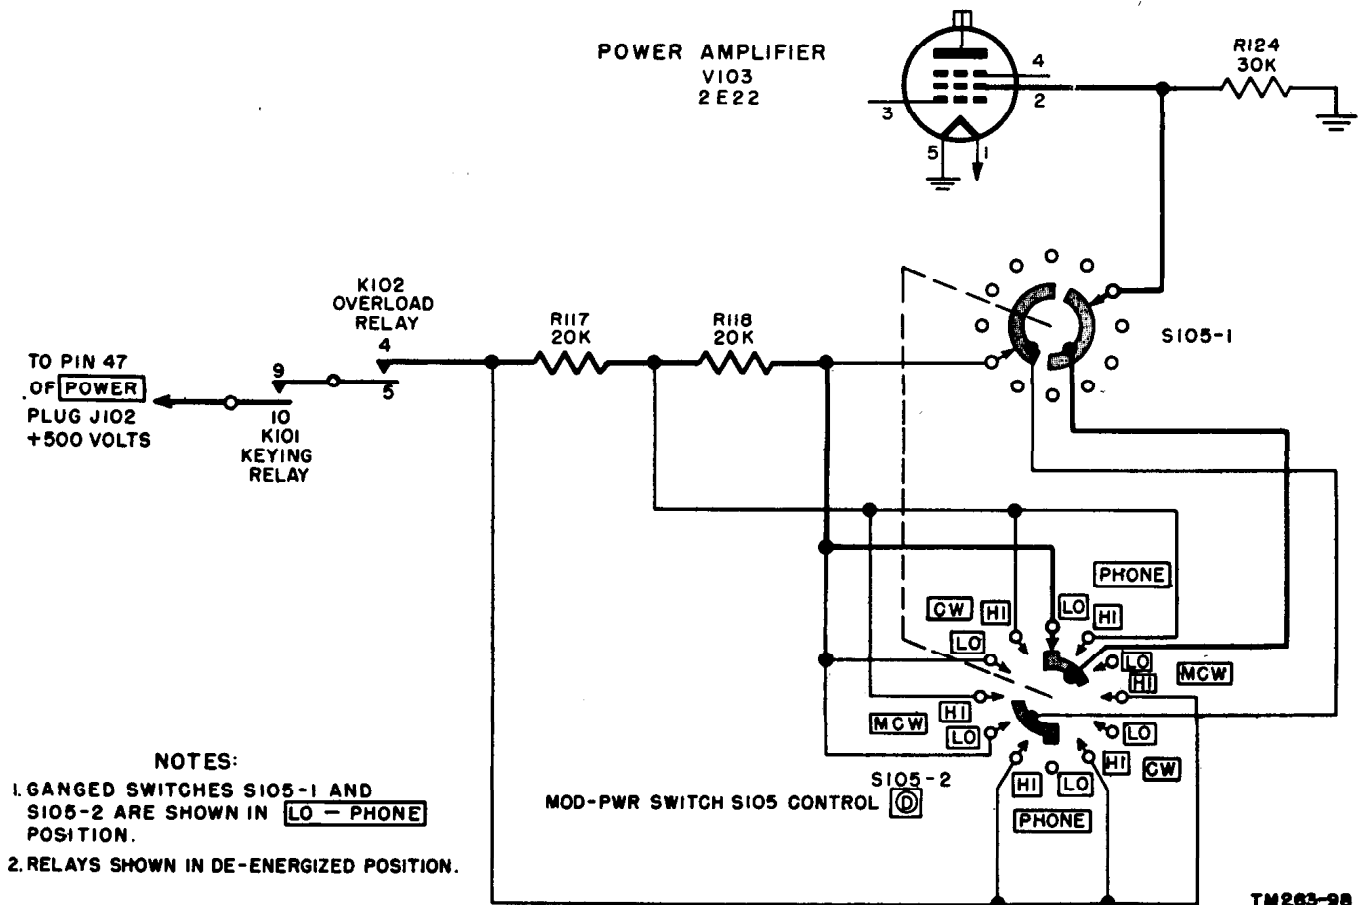 POWER AMPLIFIER
V103
2E22
4
2
3
5
1
R124
30K
K102
OVERLOAD
RELAY
4
5
R117
20K
R118
20K
S105-1
TO PIN 47
OF POWER
PLUG J102
+500 VOLTS
9
10
K101
KEYING
RELAY
PHONE
CW
HI
LO
HI
LO
LO
HI
MCW
MCW
HI
LO
LO
HI
CW
HI
LO
PHONE
S105-2
MOD-PWR SWITCH S105 CONTROL D
NOTES:
1. GANGED SWITCHES S105-1 AND
S105-2 ARE SHOWN IN LO - PHONE
POSITION.
2. RELAYS SHOWN IN DE-ENERGIZED POSITION.
TM263-98